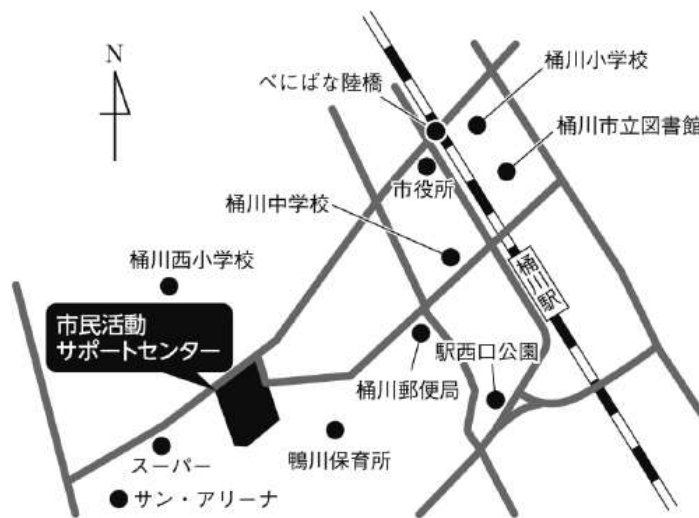 N
桶川小学校
べにばな陸橋
桶川市立図書館
市役所
桶川中学校
桶川西小学校
桶川駅
市民活動
サポートセンター
駅西口公園
桶川郵便局
スーパー
鴨川保育所
サン・アリーナ